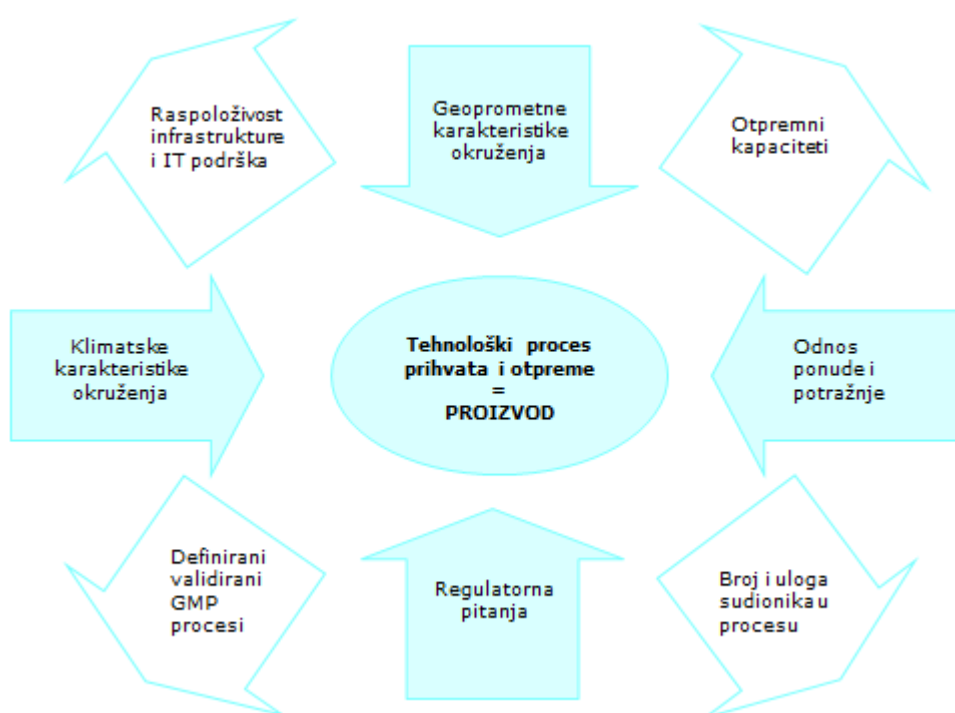 Raspoloživost
infrastrukture
i IT podrška
Geoprometne
karakteristike
okruženja
Otpremni
kapaciteti
Klimatske
karakteristike
okruženja
Tehnološki proces
prihvata i otpreme
=
PROIZVOD
Odnos
ponude i
potražnje
Definirani
validirani
GMP
procesi
Regulatorna
pitanja
Broj i uloga
sudionika u
procesu